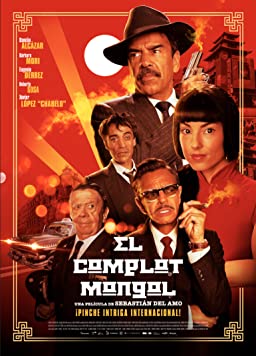 Damián
ALCÁZAR
Bárbara
MORI
Eugenio
DERBEZ
Roberto
SOSA
Xavier
LÓPEZ "CHABELO"
EL
COMPLOT
MONGOL
UNA PELÍCULA DE SEBASTIÁN DEL AMO
¡PINCHE INTRIGA INTERNACIONAL!